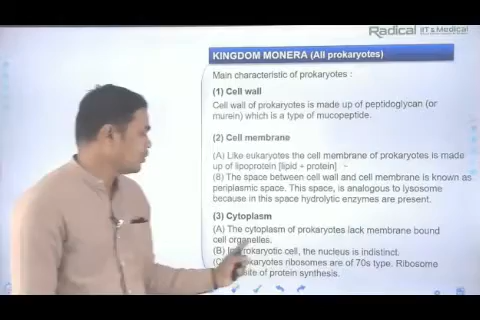 Radical IIT & Medical
KINGDOM MONERA (All prokaryotes)
Main characteristic of prokaryotes :
(1) Cell wall
Cell wall of prokaryotes is made up of peptidoglycan (or
murein) which is a type of mucopeptide.
(2) Cell membrane
(A) Like eukaryotes the cell membrane of prokaryotes is made
up of lipoprotein [lipid + protein]
(B) The space between cell wall and cell membrane is known as
periplasmic space. This space, is analogous to lysosome
because in this space hydrolytic enzymes are present.
(3) Cytoplasm
(A) The cytoplasm of prokaryotes lack membrane bound
cell organelles.
(B) prokaryotic cell, the nucleus is indistinct.
ribosomes are of 70s type. Ribosome
of protein synthesis.